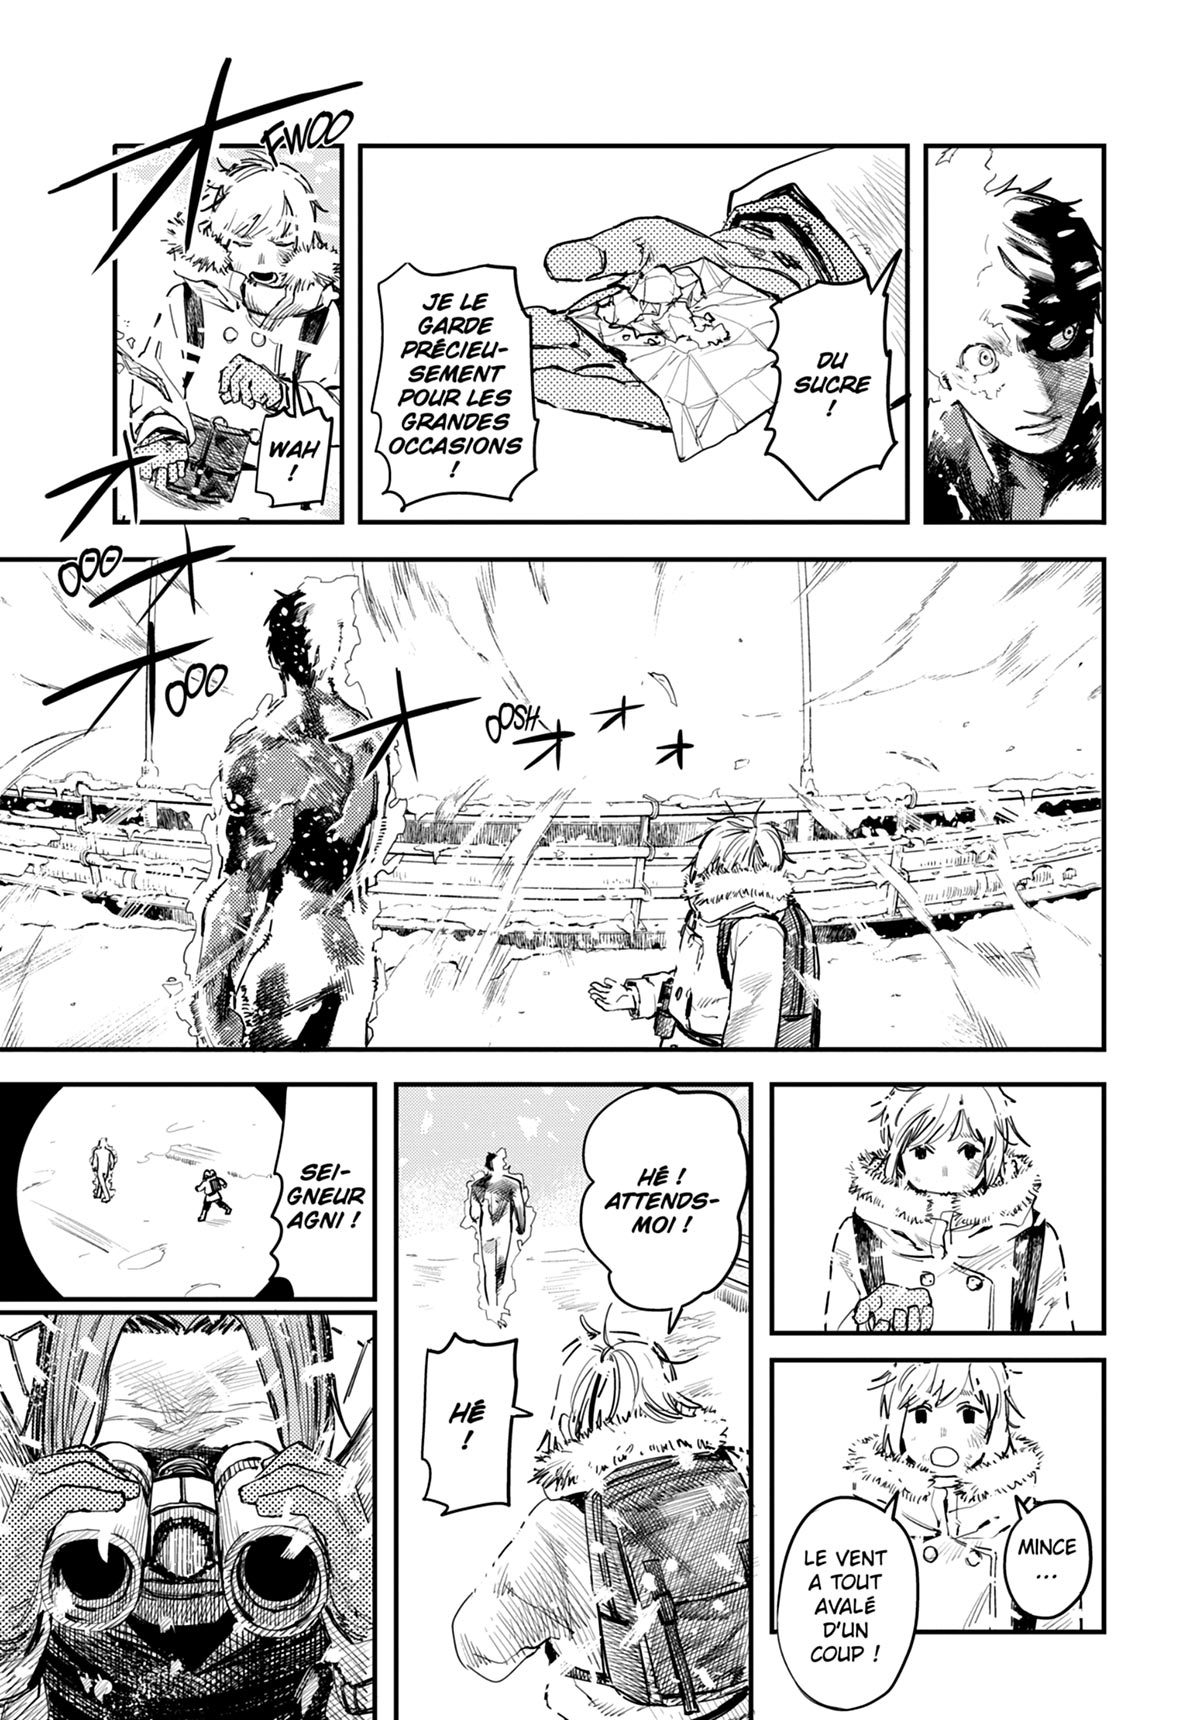 DU
SUCRE !
JE LE
GARDE
PRÉCIEU-
SEMENT
POUR LES
GRANDES
OCCASIONS
!
FWOO
WAH
!
OOO
OOO
OOSH
MINCE
...
LE VENT
A TOUT
AVALÉ
D'UN
COUP !
HÉ !
ATTENDS-
MOI !
HÉ
!
SEI-
GNEUR
AGNI !